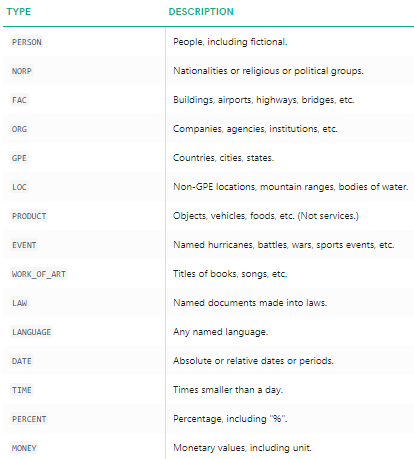 TYPE DESCRIPTION
PERSON People, including fictional.
NORP Nationalities or religious or political groups.
FAC Buildings, airports, highways, bridges, etc.
ORG Companies, agencies, institutions, etc.
GPE Countries, cities, states.
LOC Non-GPE locations, mountain ranges, bodies of water.
PRODUCT Objects, vehicles, foods, etc. (Not services.)
EVENT Named hurricanes, battles, wars, sports events, etc.
WORK_OF_ART Titles of books, songs, etc.
LAW Named documents made into laws.
LANGUAGE Any named language.
DATE Absolute or relative dates or periods.
TIME Times smaller than a day.
PERCENT Percentage, including "%".
MONEY Monetary values, including unit.